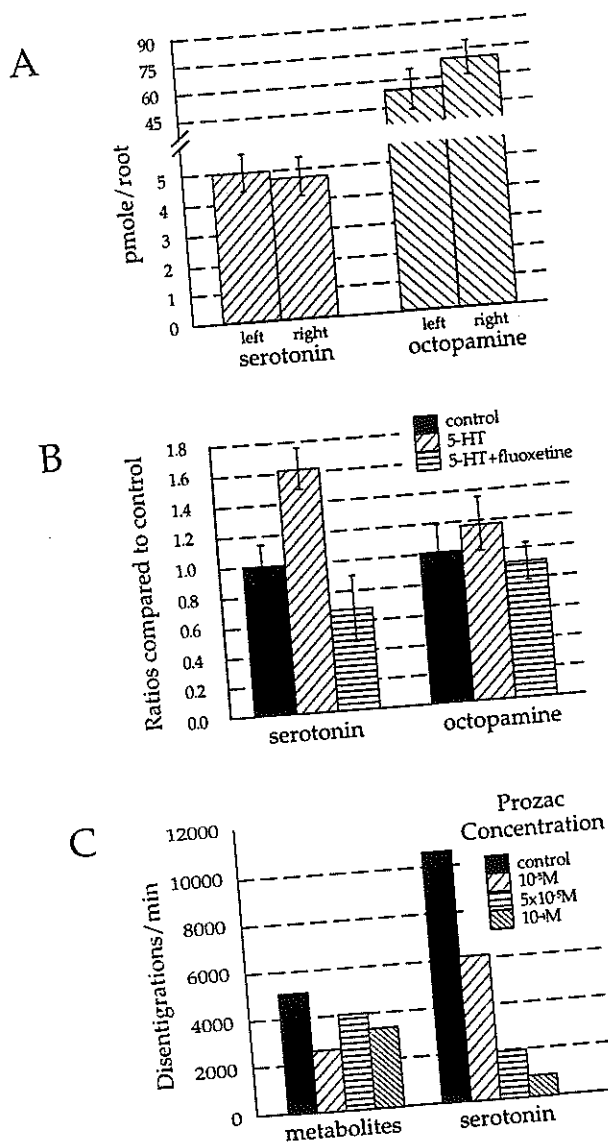 A
90
75
60
45
5
4
3
2
1
0
pmole/root
left right left right
serotonin octopamine
B
control
5-HT
5-HT+fluoxetine
1.8
1.6
1.4
1.2
1.0
0.8
0.6
0.4
0.2
0.0
Ratios compared to control
serotonin octopamine
C
Prozac
Concentration
control
5x10⁻⁵M
12000
10000
8000
6000
4000
2000
0
Disentigrations/min
metabolites serotonin